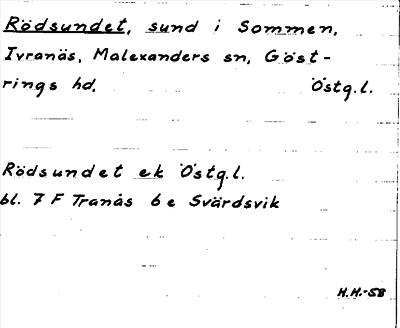 Rödsundet, sund i Sommen,
Ivranäs, Malexanders sn, Göst-
rings hd. Östg.l.
Rödsundet ek Östg.l.
bl. 7 F Tranås 6 e Svärdsvik
H.H.-58